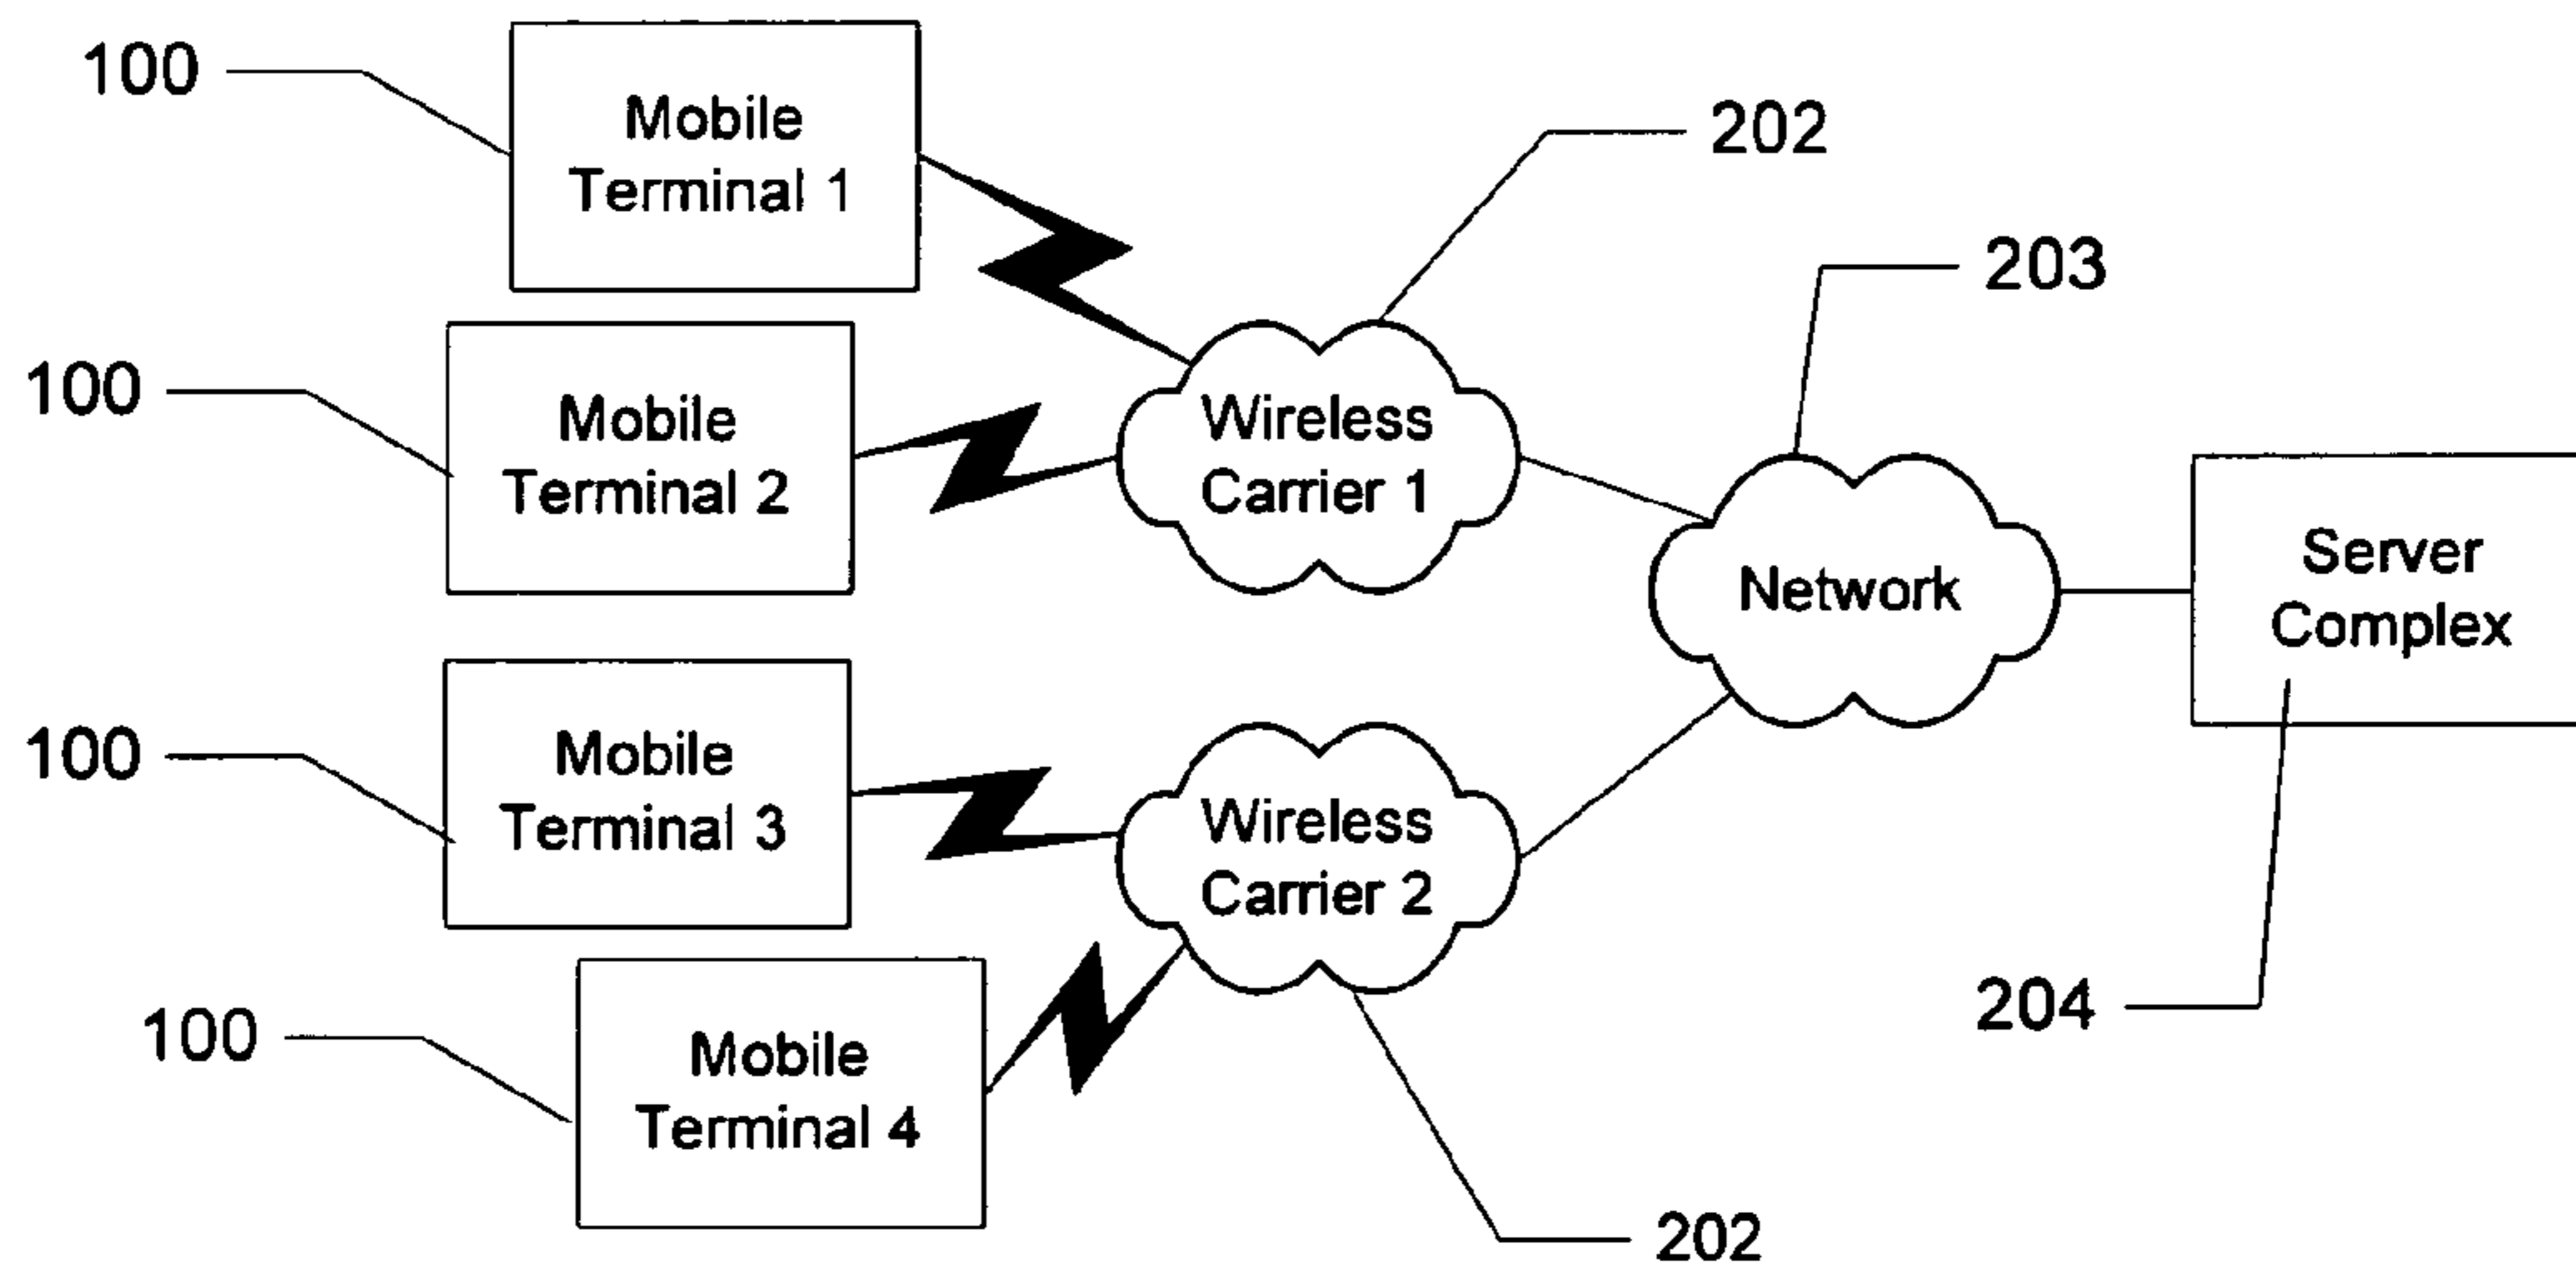 100
Mobile
Terminal 1
202
203
100
Mobile
Terminal 2
Wireless
Carrier 1
Network
Server
Complex
100
Mobile
Terminal 3
Wireless
Carrier 2
204
100
Mobile
Terminal 4
202